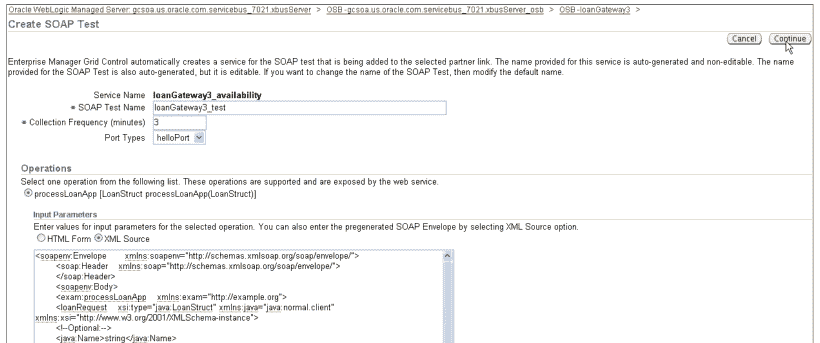 Oracle WebLogic Managed Server: gcsoa.us.oracle.com.servicebus_7021.xbusServer > OSB-gcsoa.us.oracle.com.servicebus_7021.xbusServer_osb > OSB-loanGateway3 >
Create SOAP Test
Cancel Continue
Enterprise Manager Grid Control automatically creates a service for the SOAP test that is being added to the selected partner link. The name provided for this service is auto-generated and non-editable. The name
provided for the SOAP Test is also auto-generated, but it is editable. If you want to change the name of the SOAP Test, then modify the default name.
Service Name loanGateway3_availability
* SOAP Test Name loanGateway3_test
* Collection Frequency (minutes) 3
Port Types helloPort
Operations
Select one operation from the following list. These operations are supported and are exposed by the web service.
processLoanApp [LoanStruct processLoanApp(LoanStruct)]
Input Parameters
Enter values for input parameters for the selected operation. You can also enter the pregenerated SOAP Envelope by selecting XML Source option.
HTML Form XML Source
<soapenv:Envelope xmlns:soapenv="http://schemas.xmlsoap.org/soap/envelope/">
<soap:Header xmlns:soap="http://schemas.xmlsoap.org/soap/envelope/">
</soap:Header>
<soapenv:Body>
<exam:processLoanApp xmlns:exam="http://example.org">
<loanRequest xsi:type="java:LoanStruct" xmlns:java="java:normal.client"
xmlns:xsi="http://www.w3.org/2001/XMLSchema-instance">
<!--Optional:-->
<java:Name>string</java:Name>